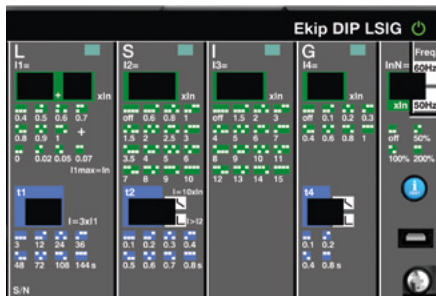 Ekip DIP LSIG
L
I1=
+
xIn
0.4 0.5 0.6 0.7
0.8 0.9 1 +
0 0.02 0.05 0.07
I1max=In
t1
I=3xI1
3 12 24 36
48 72 108 144s
S/N
S
I2=
xIn
off 0.6 0.8 1
1.5 2 2.5 3
3.5 4 5 6
7 8 9 10
t2
I=10xIn
I>I2
0.1 0.2 0.3 0.4
0.5 0.6 0.7 0.8s
I
I3=
xIn
off 1.5 2 3
4 5 6 7
8 9 10 11
12 13 14 15
G
I4=
xIn
off 0.1 0.2 0.3
0.4 0.6 0.8 1
t4
0.1 0.2
0.4 0.8s
Freq
InN=
60Hz
xIn
50Hz
off 50%
100% 200%